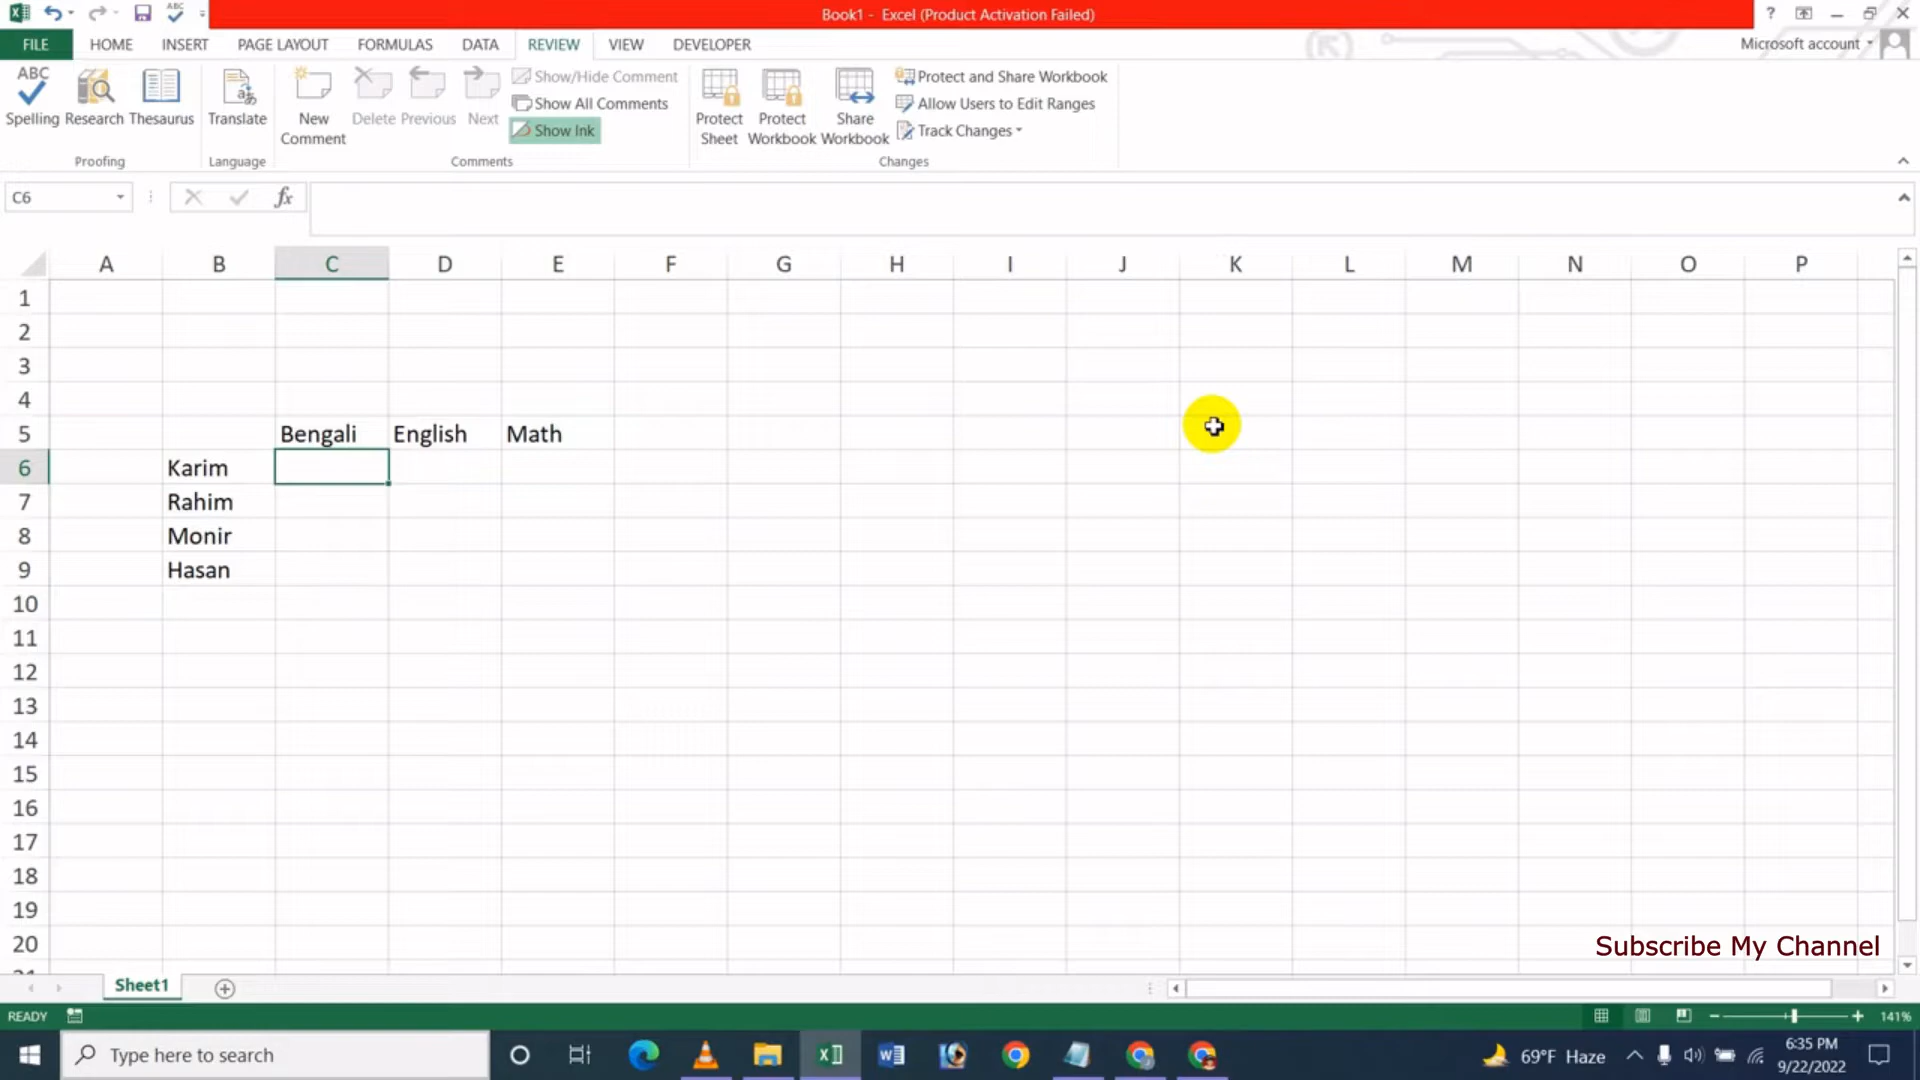 Book1 - Excel (Product Activation Failed)
?
FILE HOME INSERT PAGE LAYOUT FORMULAS DATA REVIEW VIEW DEVELOPER Microsoft account
ABC
Spelling Research Thesaurus Translate New Comment Delete Previous Next
Show/Hide Comment
Show All Comments
Show Ink
Protect Sheet Protect Workbook Share Workbook
Protect and Share Workbook
Allow Users to Edit Ranges
Track Changes
Proofing Language Comments Changes
C6 fx
A B C D E F G H I J K L M N O P
1
2
3
4
5 Bengali English Math
6 Karim
7 Rahim
8 Monir
9 Hasan
10
11
12
13
14
15
16
17
18
19
20
Subscribe My Channel
Sheet1
READY 141%
Type here to search
69°F Haze
6:35 PM
9/22/2022